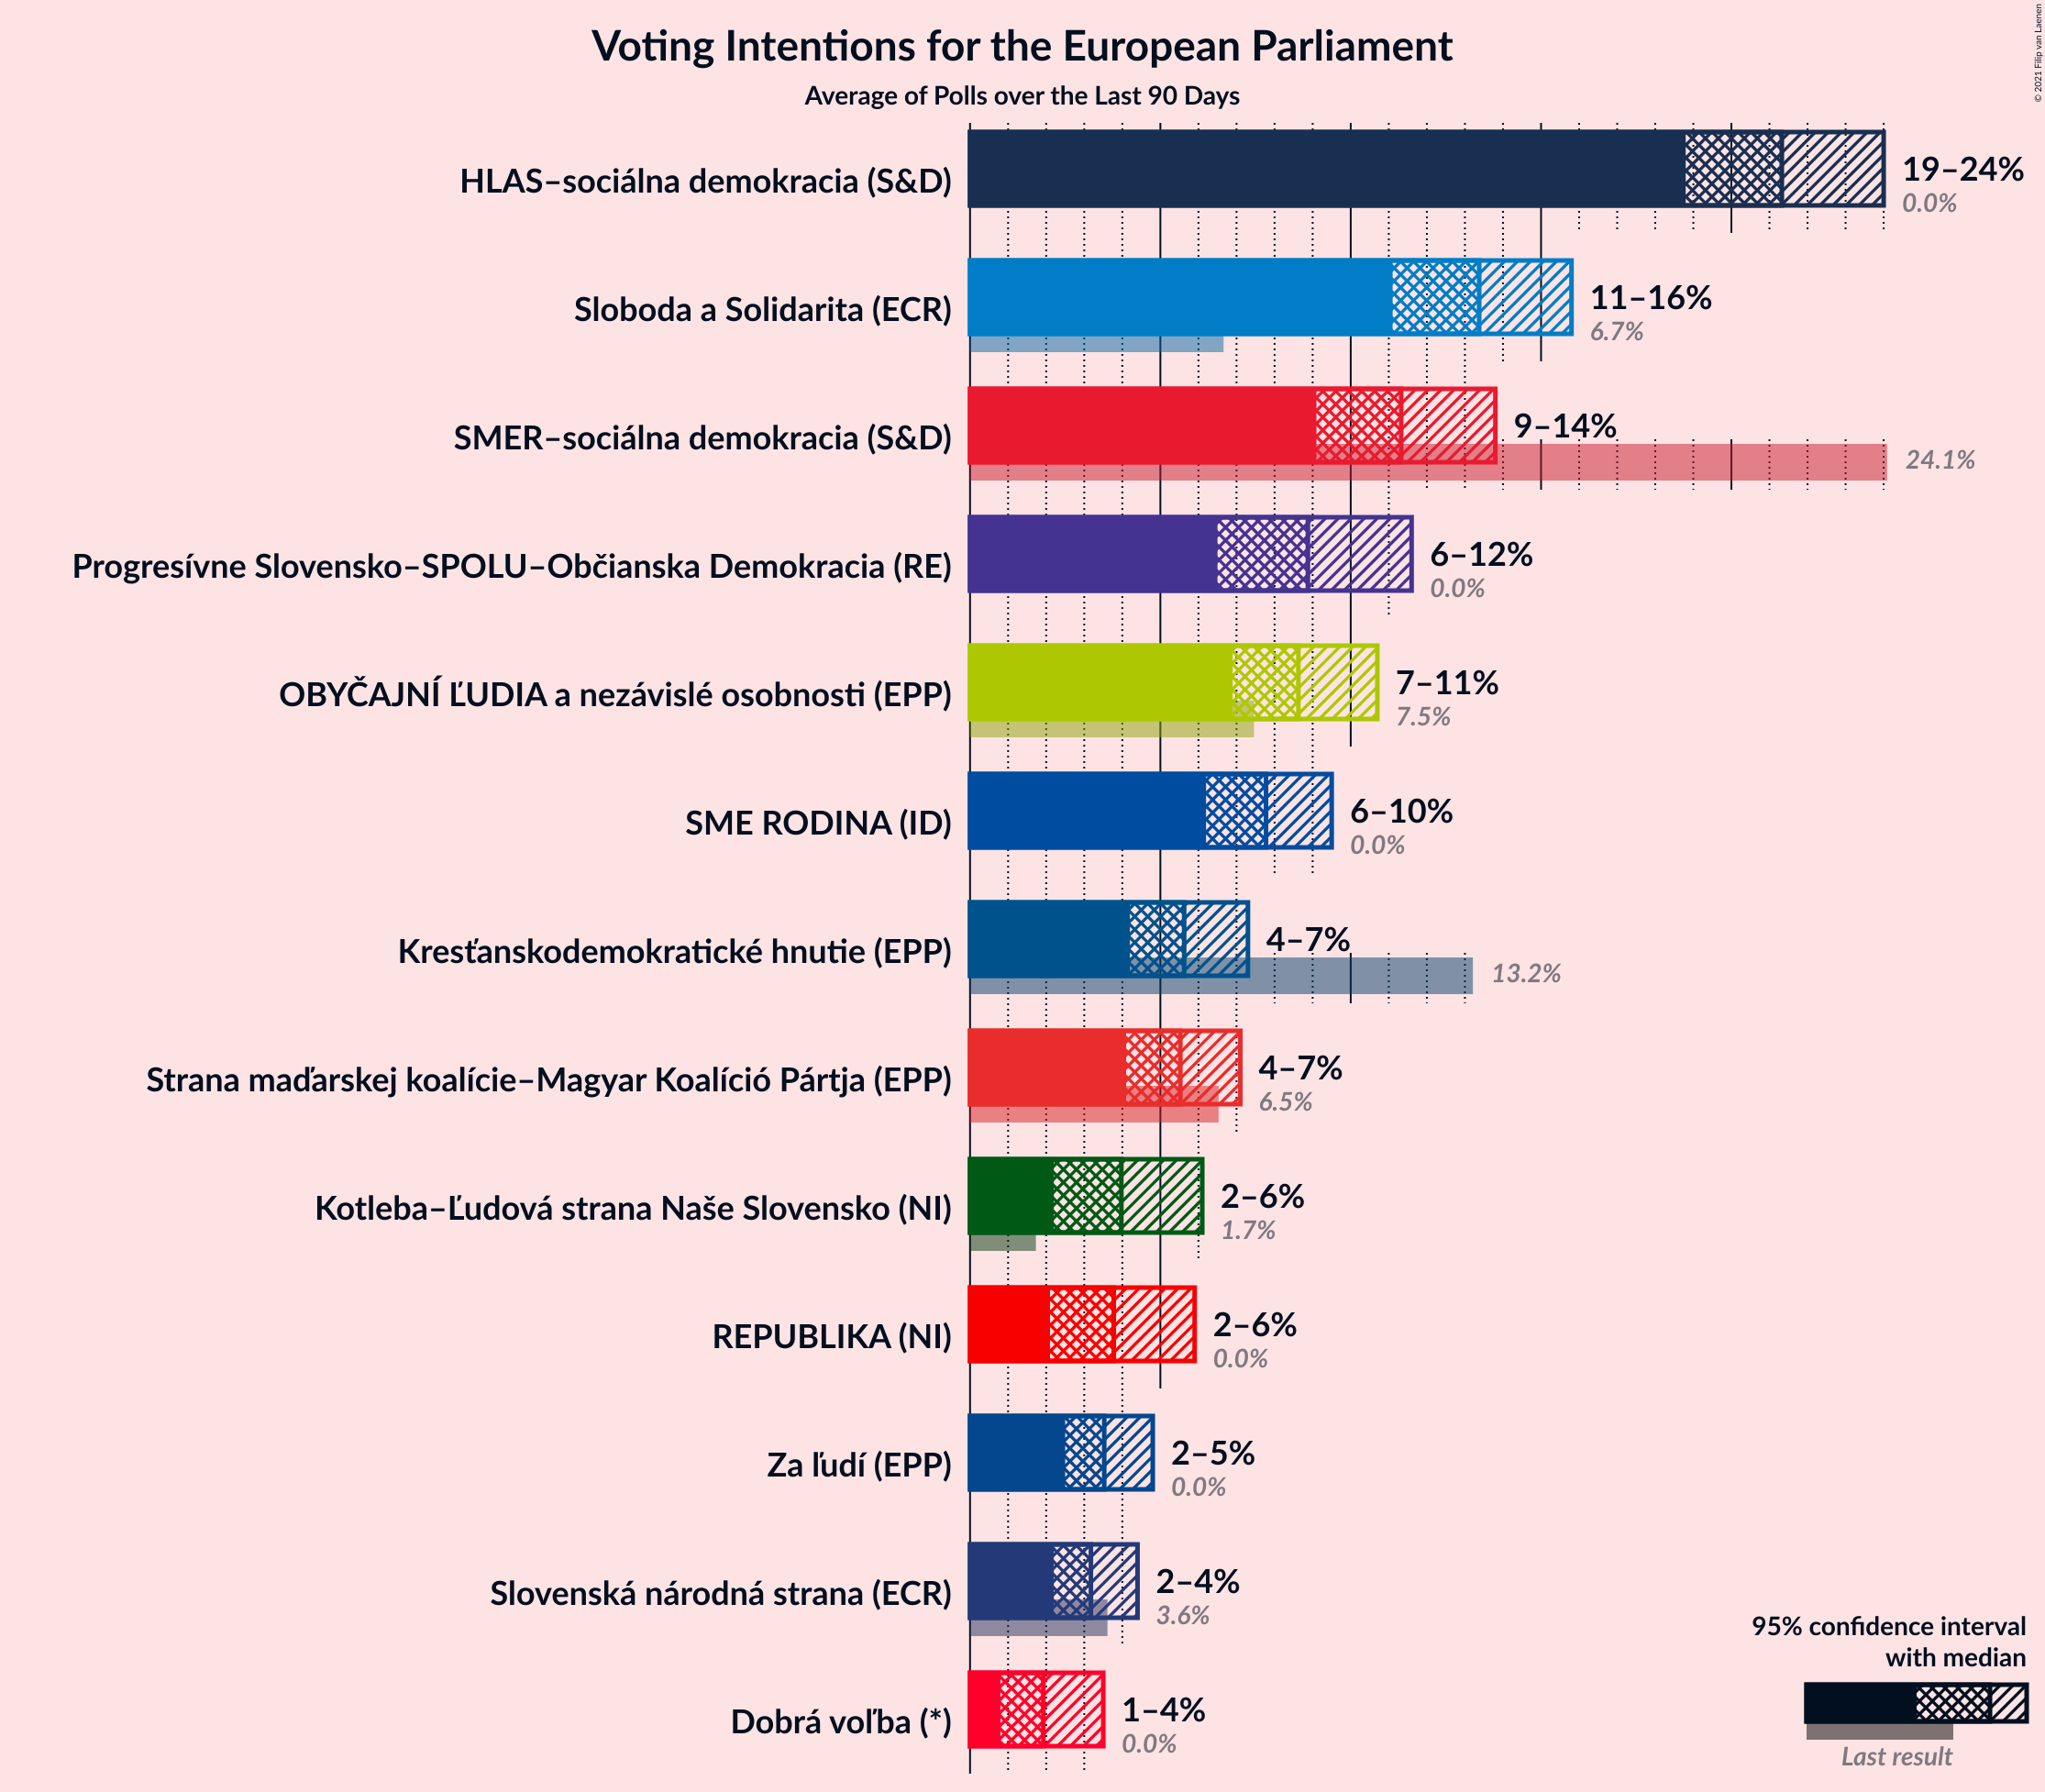 © 2021 Filip van Laenen
Voting Intentions for the European Parliament
Average of Polls over the Last 90 Days
HLAS–sociálna demokracia (S&D)
19–24%
0.0%
Sloboda a Solidarita (ECR)
11–16%
6.7%
SMER–sociálna demokracia (S&D)
9–14%
24.1%
Progresívne Slovensko–SPOLU–Občianska Demokracia (RE)
6–12%
0.0%
OBYČAJNÍ ĽUDIA a nezávislé osobnosti (EPP)
7–11%
7.5%
SME RODINA (ID)
6–10%
0.0%
Kresťanskodemokratické hnutie (EPP)
4–7%
13.2%
Strana maďarskej koalície–Magyar Koalíció Pártja (EPP)
4–7%
6.5%
Kotleba–Ľudová strana Naše Slovensko (NI)
2–6%
1.7%
REPUBLIKA (NI)
2–6%
0.0%
Za ľudí (EPP)
2–5%
0.0%
Slovenská národná strana (ECR)
2–4%
3.6%
Dobrá voľba (*)
1–4%
0.0%
95% confidence interval
with median
Last result